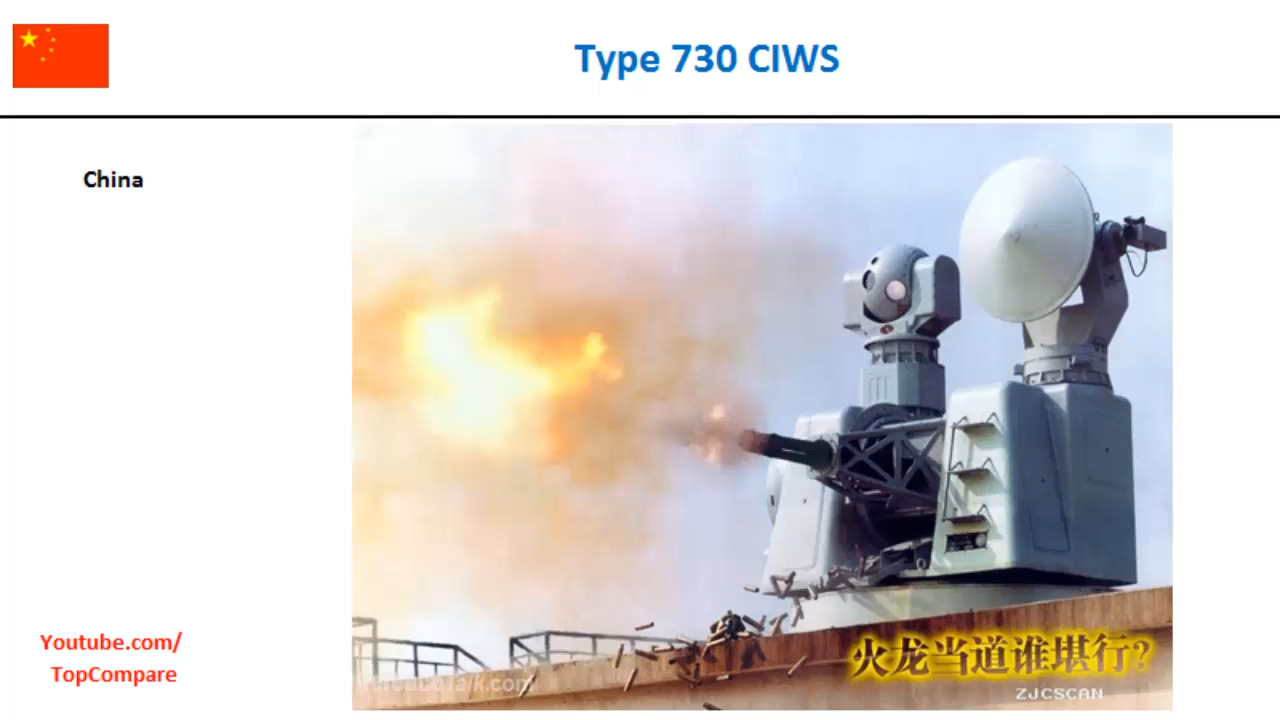 Type 730 CIWS
China
Youtube.com/
TopCompare
火龙当道谁堪行?
ZJCSCAN